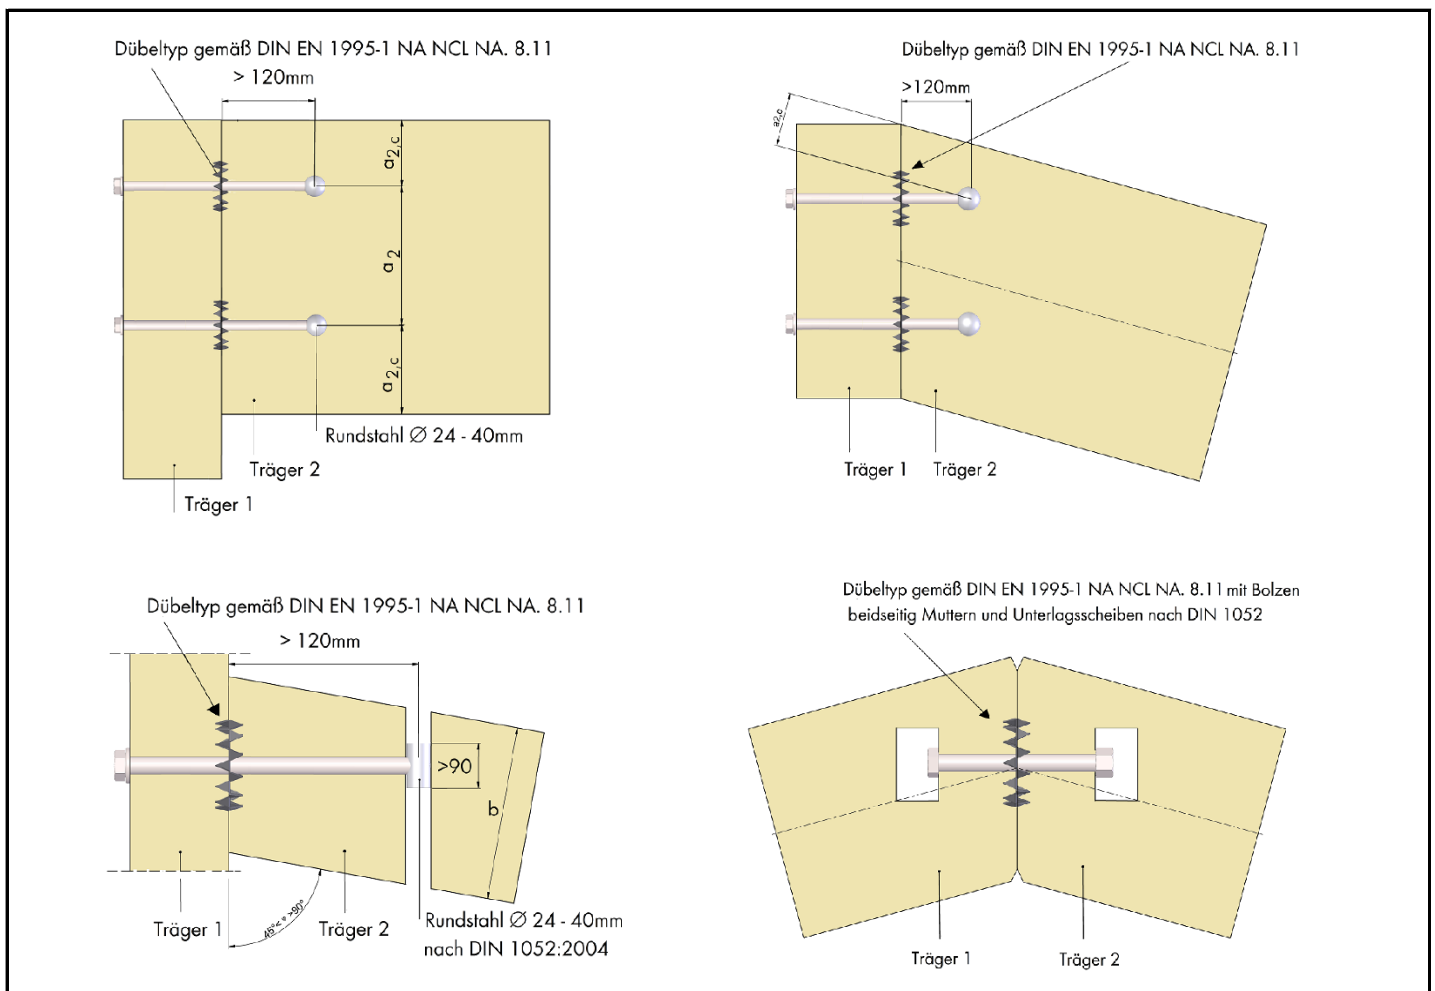 Dübeltyp gemäß DIN EN 1995-1 NA NCL NA. 8.11
> 120mm
a2,c
a2
a2,c
Rundstahl Ø 24 - 40mm
Träger 2
Träger 1
Dübeltyp gemäß DIN EN 1995-1 NA NCL NA. 8.11
>120mm
a2,c
Träger 1
Träger 2
Dübeltyp gemäß DIN EN 1995-1 NA NCL NA. 8.11
> 120mm
>90
b
Träger 1
Träger 2
Rundstahl Ø 24 - 40mm
nach DIN 1052:2004
Dübeltyp gemäß DIN EN 1995-1 NA NCL NA. 8.11 mit Bolzen
beidseitig Muttern und Unterlagsscheiben nach DIN 1052
Träger 1
Träger 2